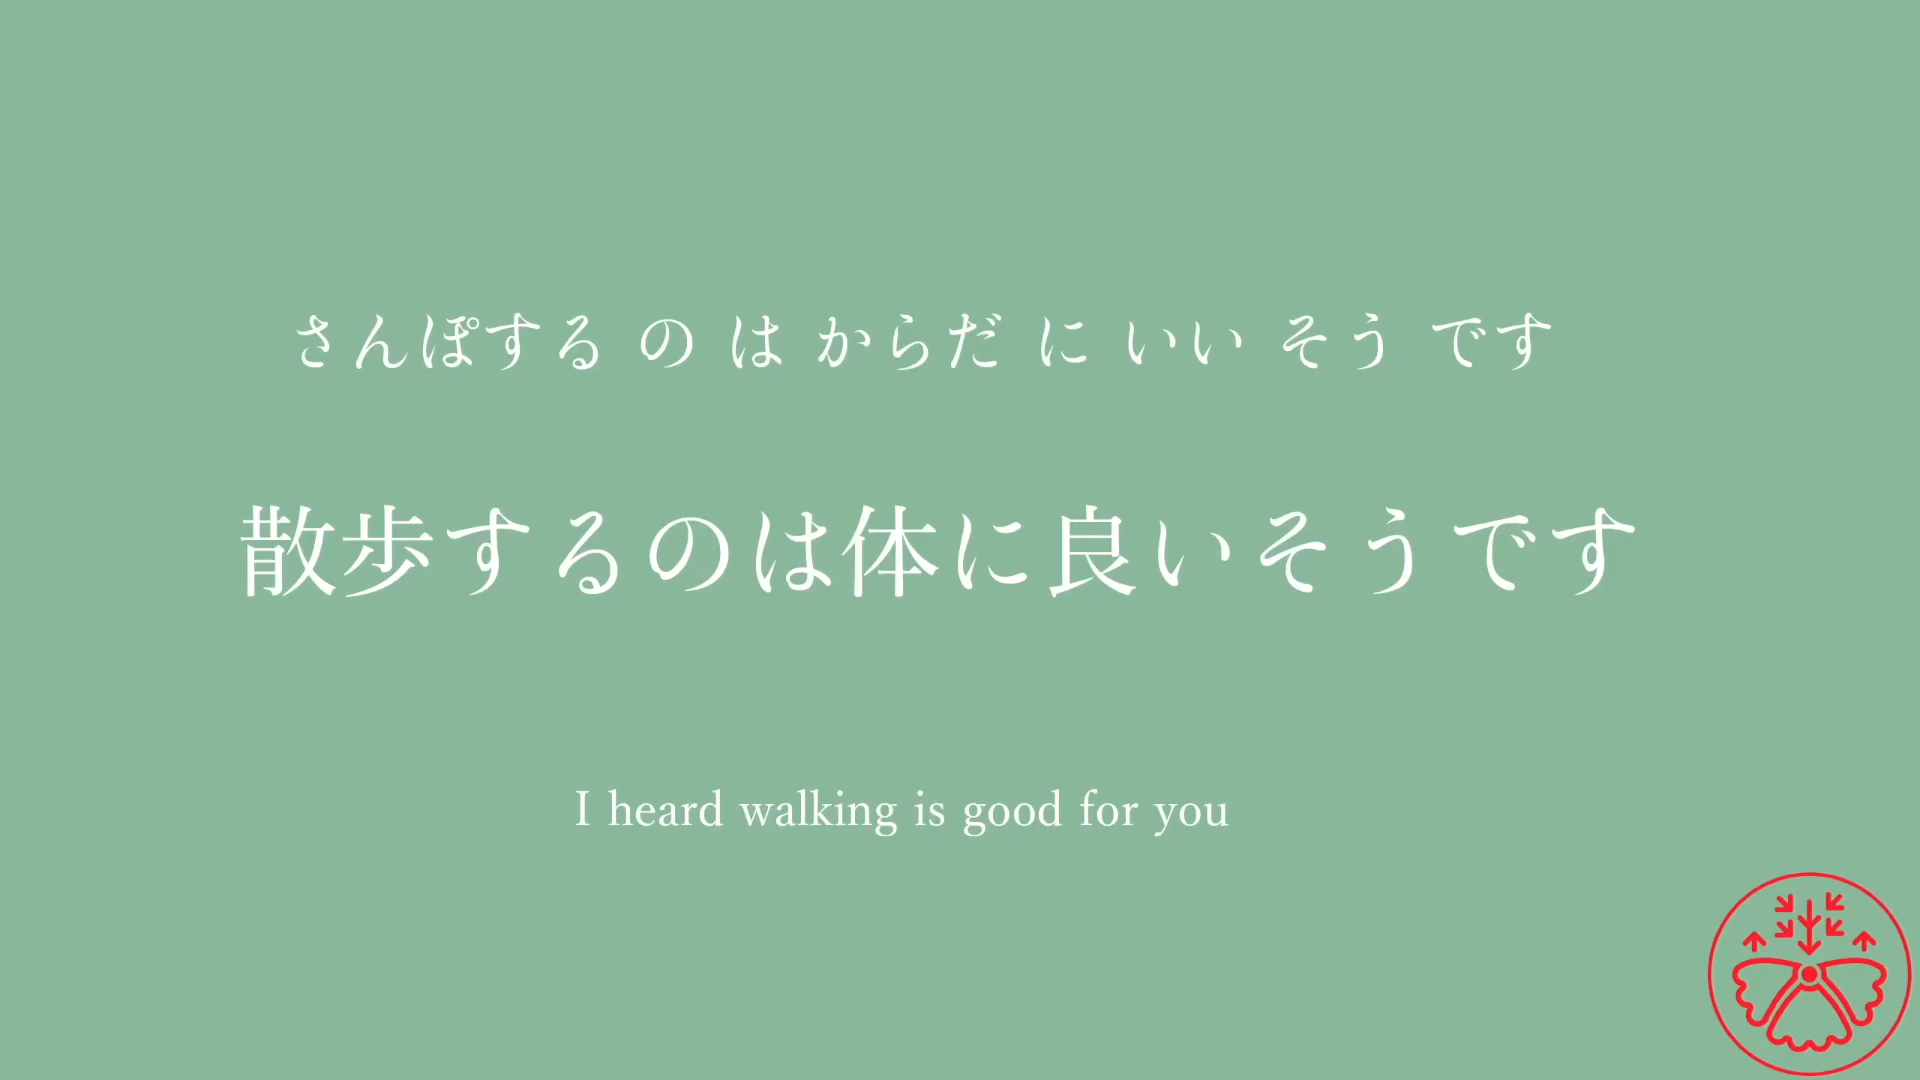 さんぽする の は からだ に いい そう です
散歩するのは体に良いそうです
I heard walking is good for you